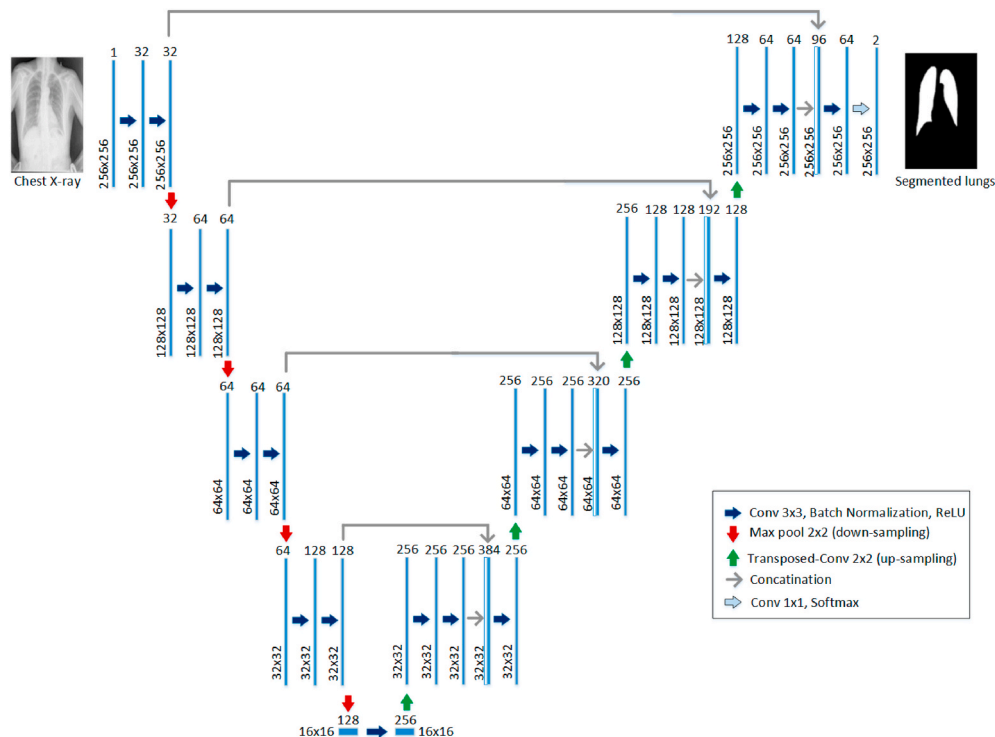 1 32 32
128 64 64 96 64 2
256x256 256x256 256x256
256x256 256x256 256x256 256x256 256x256 256x256
Chest X-ray
Segmented lungs
32 64 64
256 128 128 192 128
128x128 128x128 128x128
128x128 128x128 128x128 128x128 128x128
64 64 64
256 256 256 320 256
64x64 64x64 64x64
64x64 64x64 64x64 64x64
64 128 128
256 256 256 384 256
32x32 32x32 32x32
32x32 32x32 32x32 32x32 32x32
128 256
16x16 16x16
Conv 3x3, Batch Normalization, ReLU
Max pool 2x2 (down-sampling)
Transposed-Conv 2x2 (up-sampling)
Concatination
Conv 1x1, Softmax